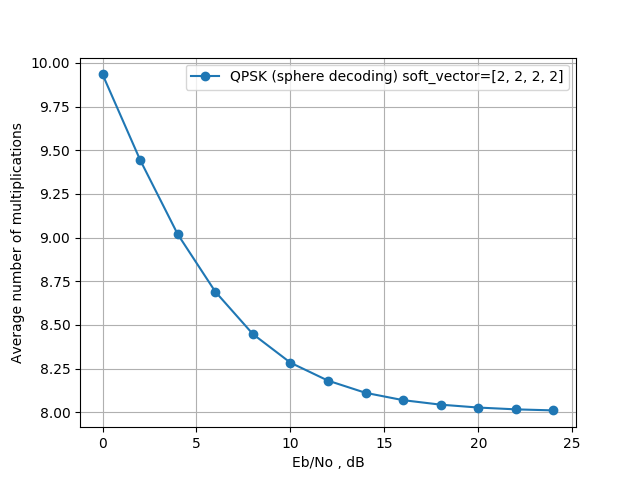 10.00
9.75
9.50
9.25
9.00
8.75
8.50
8.25
8.00
Average number of multiplications
QPSK (sphere decoding) soft_vector=[2, 2, 2, 2]
0 5 10 15 20 25
Eb/No , dB